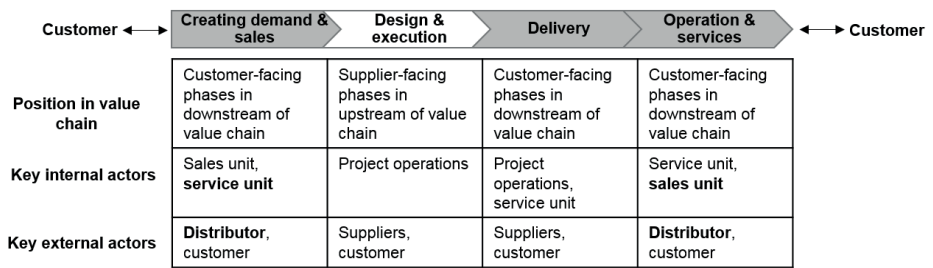 Customer
Creating demand &
sales
Design &
execution
Delivery
Operation &
services
Customer
Position in value
chain
Customer-facing
phases in
downstream of
value chain
Supplier-facing
phases in
upstream of value
chain
Customer-facing
phases in
downstream of
value chain
Customer-facing
phases in
downstream of
value chain
Key internal actors
Sales unit,
service unit
Project operations
Project
operations,
service unit
Service unit,
sales unit
Key external actors
Distributor,
customer
Suppliers,
customer
Suppliers,
customer
Distributor,
customer